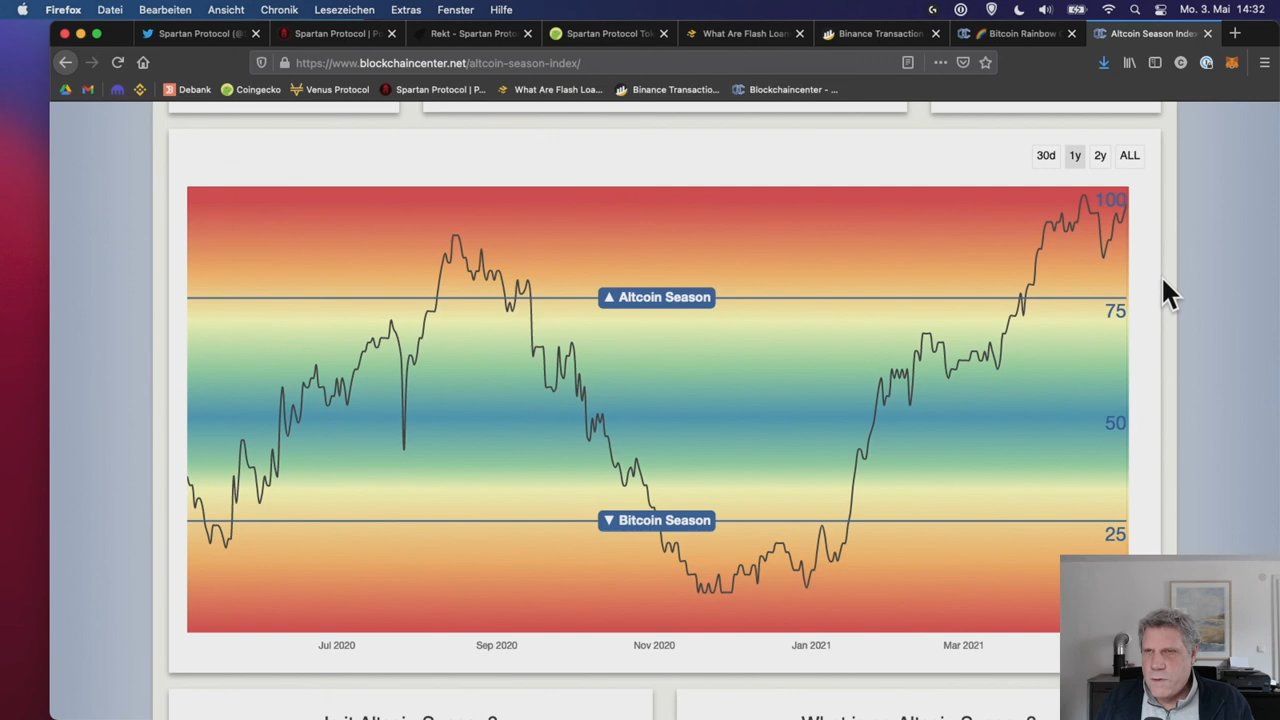 Firefox Datei Bearbeiten Ansicht Chronik Lesezeichen Extras Fenster Hilfe Mo. 3. Mai 14:32
Spartan Protocol (@ Spartan Protocol | P Rekt - Spartan Proto Spartan Protocol To What Are Flash Loan Binance Transaction Bitcoin Rainbow Altcoin Season Index
https://www.blockchaincenter.net/altcoin-season-index/
Debank Coingecko Venus Protocol Spartan Protocol | P... What Are Flash Loa... Binance Transactio... Blockchaincenter - ...
30d 1y 2y ALL
100
▲ Altcoin Season
75
50
▼ Bitcoin Season
25
Jul 2020 Sep 2020 Nov 2020 Jan 2021 Mar 2021